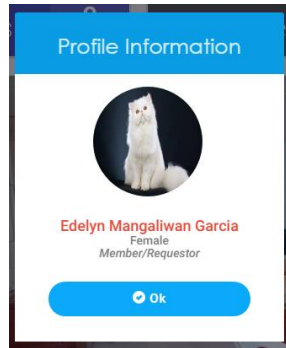 Profile Information
Edelyn Mangaliwan Garcia
Female
Member/Requestor
Ok